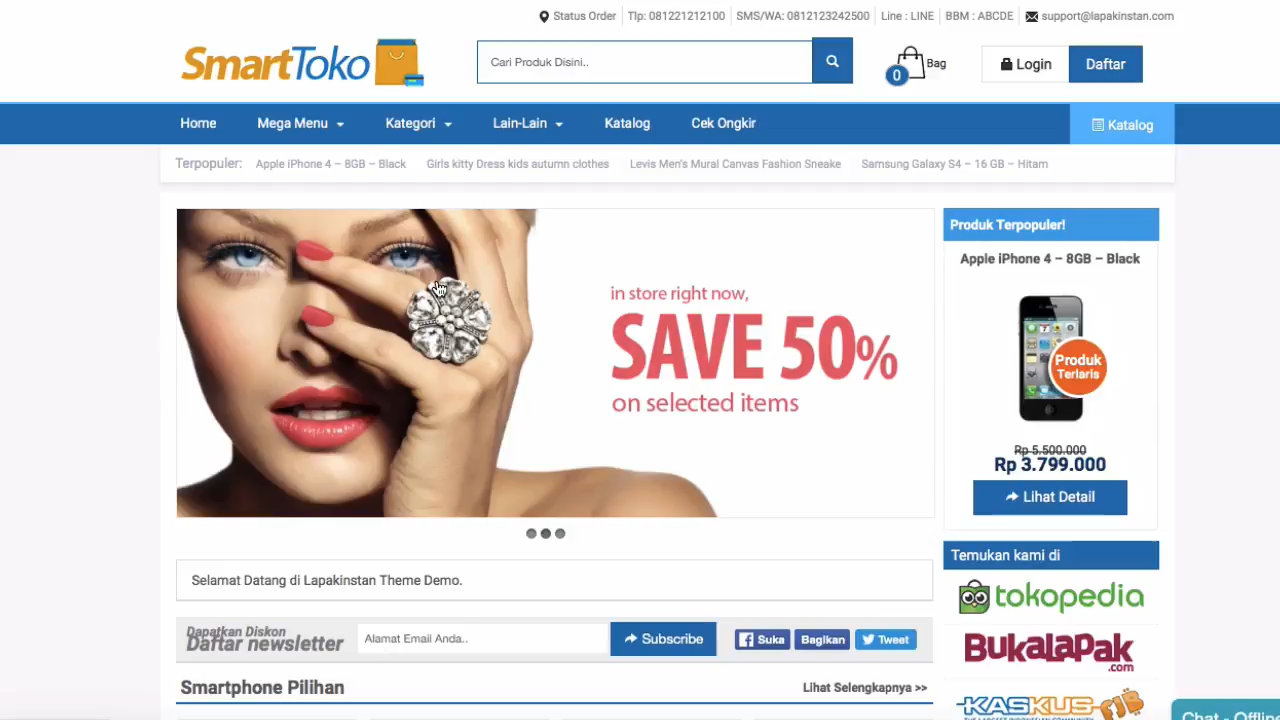 Status Order Tlp: 081221212100 SMS/WA: 0812123242500 Line : LINE BBM : ABCDE support@lapakinstan.com
SmartToko
Cari Produk Disini..
0 Bag
Login
Daftar
Home Mega Menu Kategori Lain-Lain Katalog Cek Ongkir Katalog
Terpopuler: Apple iPhone 4 – 8GB – Black Girls kitty Dress kids autumn clothes Levis Men's Mural Canvas Fashion Sneake Samsung Galaxy S4 – 16 GB – Hitam
in store right now,
SAVE 50%
on selected items
Produk Terpopuler!
Apple iPhone 4 – 8GB – Black
Produk
Terlaris
Rp 5.500.000
Rp 3.799.000
Lihat Detail
Selamat Datang di Lapakinstan Theme Demo.
Dapatkan Diskon
Daftar newsletter
Alamat Email Anda..
Subscribe
Suka
Bagikan
Tweet
Smartphone Pilihan
Lihat Selengkapnya >>
Temukan kami di
tokopedia
BukaLapak
.com
KASKUS
Chat - Offline